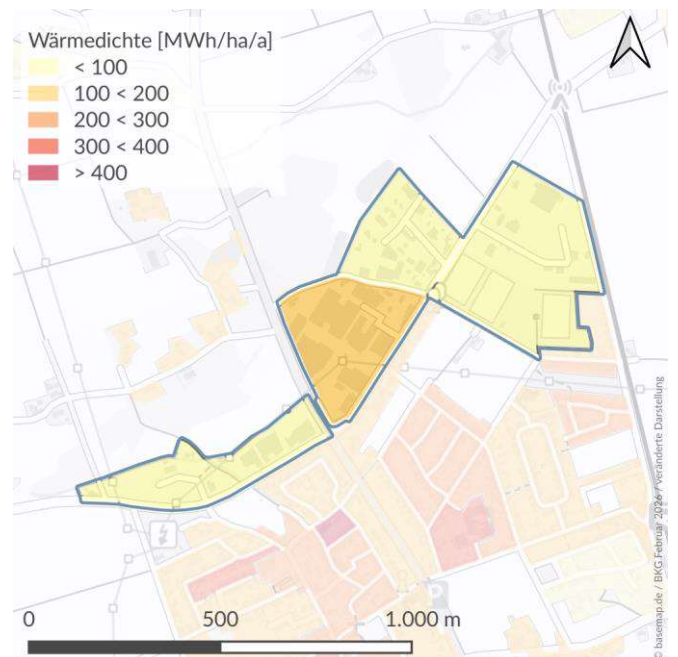 Wärmedichte [MWh/ha/a]
< 100
100 < 200
200 < 300
300 < 400
> 400
© basemap.de / BKG Februar 2026 / veränderte Darstellung
0 500 1.000 m